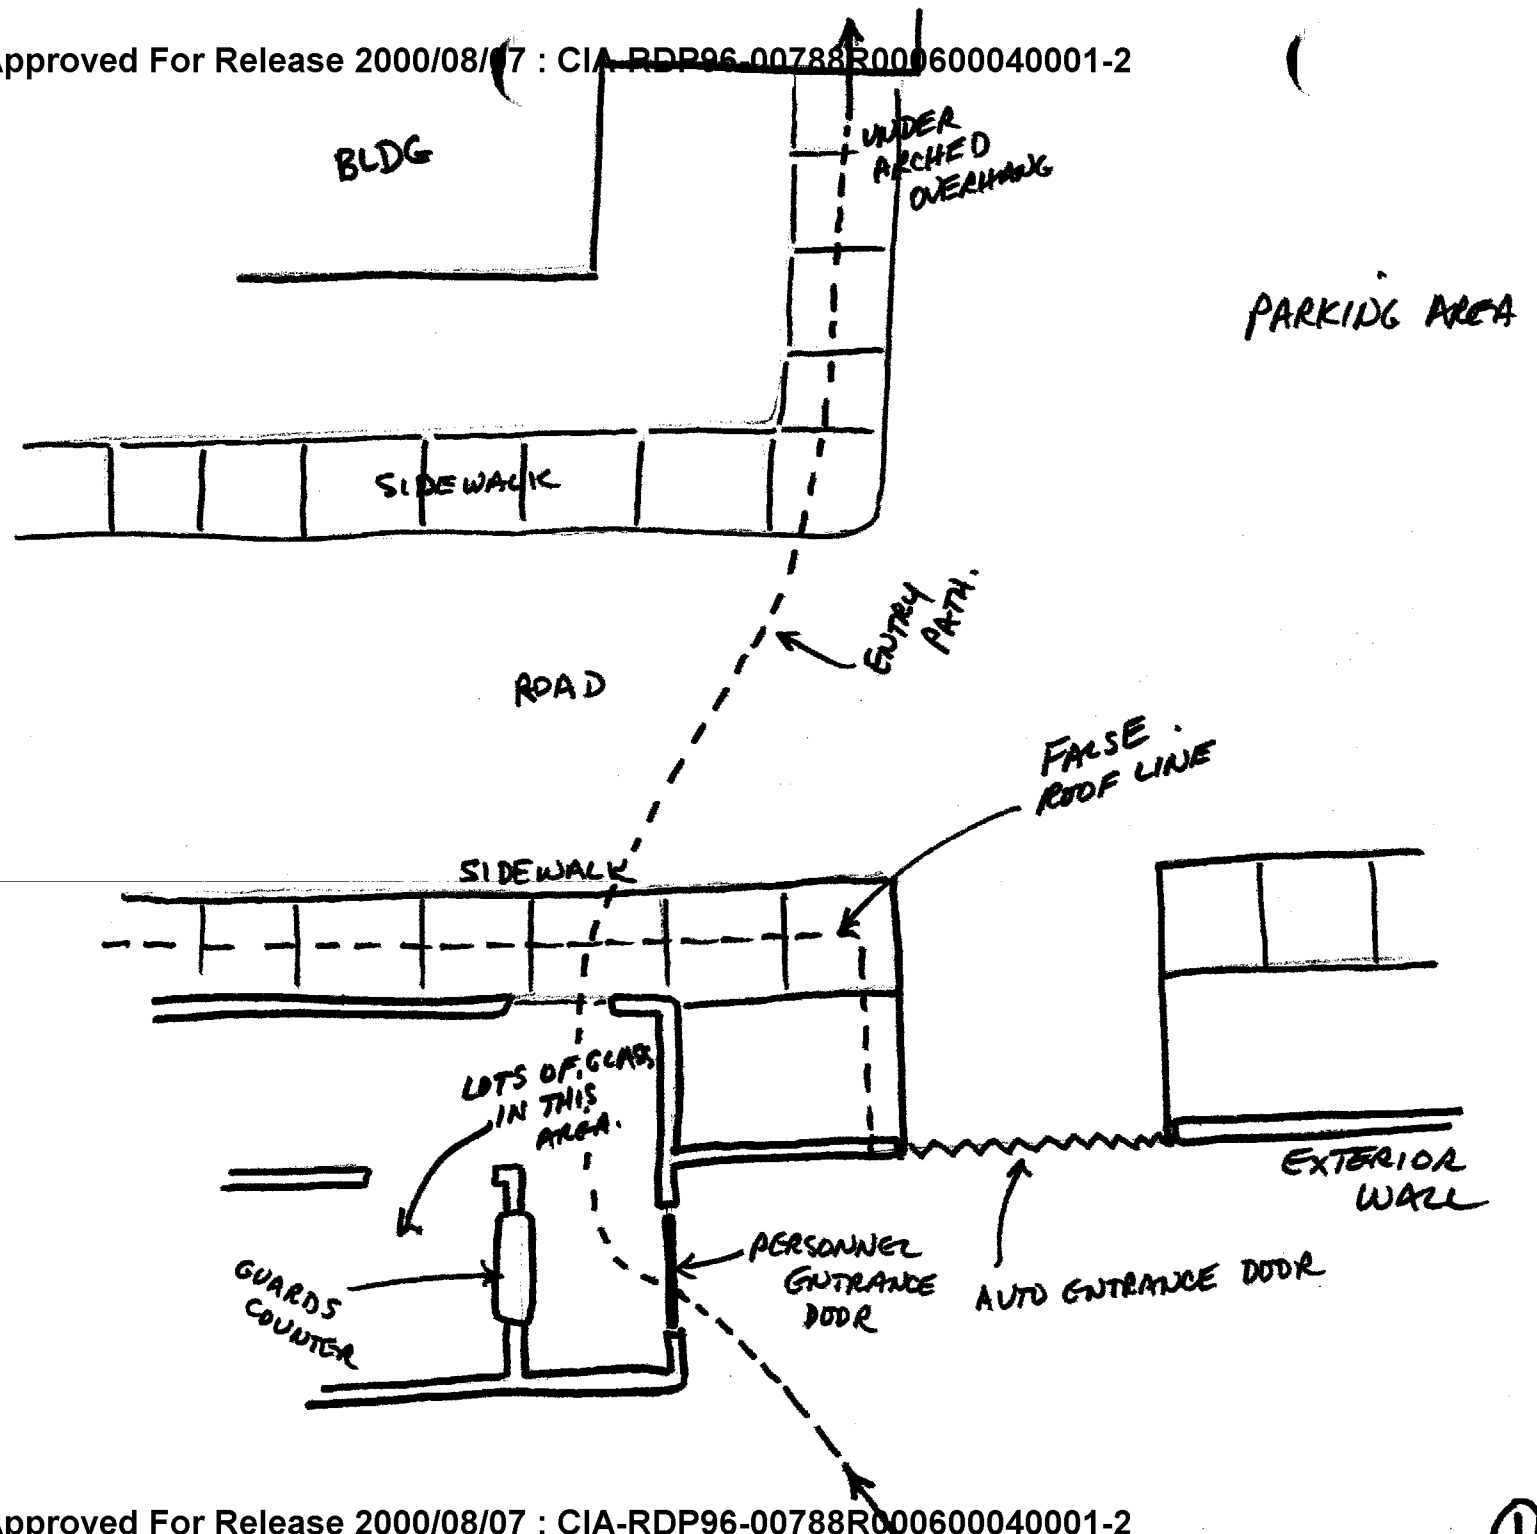 Approved For Release 2000/08/07 : CIA-RDP96-00788R000600040001-2
BLDG
UNDER
ARCHED
OVERHANG
PARKING AREA
SIDEWALK
ENTRY
PATH.
ROAD
FALSE
ROOF LINE
SIDEWALK
LOTS OF GLASS
IN THIS
AREA.
EXTERIOR
WALL
PERSONNEL
ENTRANCE
DOOR
AUTO ENTRANCE DOOR
GUARDS
COUNTER
Approved For Release 2000/08/07 : CIA-RDP96-00788R000600040001-2
1